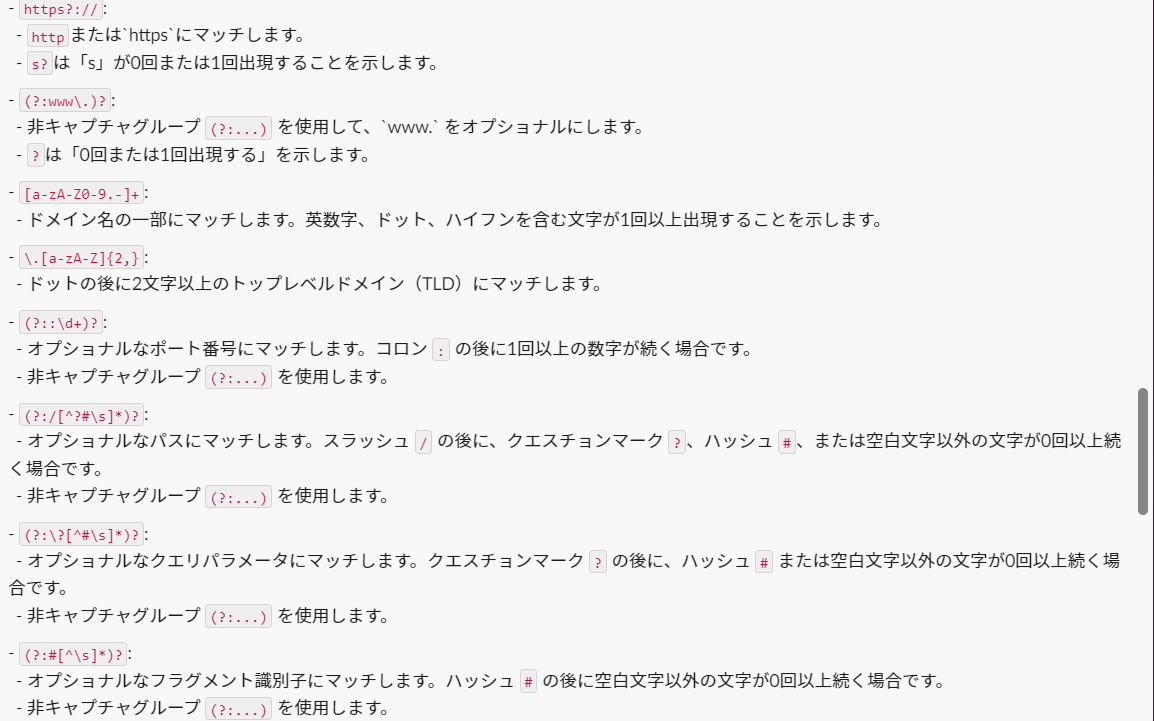 - https?://:
- httpまたは`https`にマッチします。
- s?は「s」が0回または1回出現することを示します。
- (?:www\.)?:
- 非キャプチャグループ (?:...) を使用して、`www.` をオプショナルにします。
- ?は「0回または1回出現する」を示します。
- [a-zA-Z0-9.-]+:
- ドメイン名の一部にマッチします。英数字、ドット、ハイフンを含む文字が1回以上出現することを示します。
- \.[a-zA-Z]{2,}:
- ドットの後に2文字以上のトップレベルドメイン（TLD）にマッチします。
- (?::\d+)?:
- オプショナルなポート番号にマッチします。コロン : の後に1回以上の数字が続く場合です。
- 非キャプチャグループ (?:...) を使用します。
- (?:/[^?#\s]*)?:
- オプショナルなパスにマッチします。スラッシュ / の後に、クエスチョンマーク ?、ハッシュ #、または空白文字以外の文字が0回以上続
く場合です。
- 非キャプチャグループ (?:...) を使用します。
- (?:\?[^#\s]*)?:
- オプショナルなクエリパラメータにマッチします。クエスチョンマーク ? の後に、ハッシュ # または空白文字以外の文字が0回以上続く場
合です。
- 非キャプチャグループ (?:...) を使用します。
- (?:#[^\s]*)?:
- オプショナルなフラグメント識別子にマッチします。ハッシュ # の後に空白文字以外の文字が0回以上続く場合です。
- 非キャプチャグループ (?:...) を使用します。